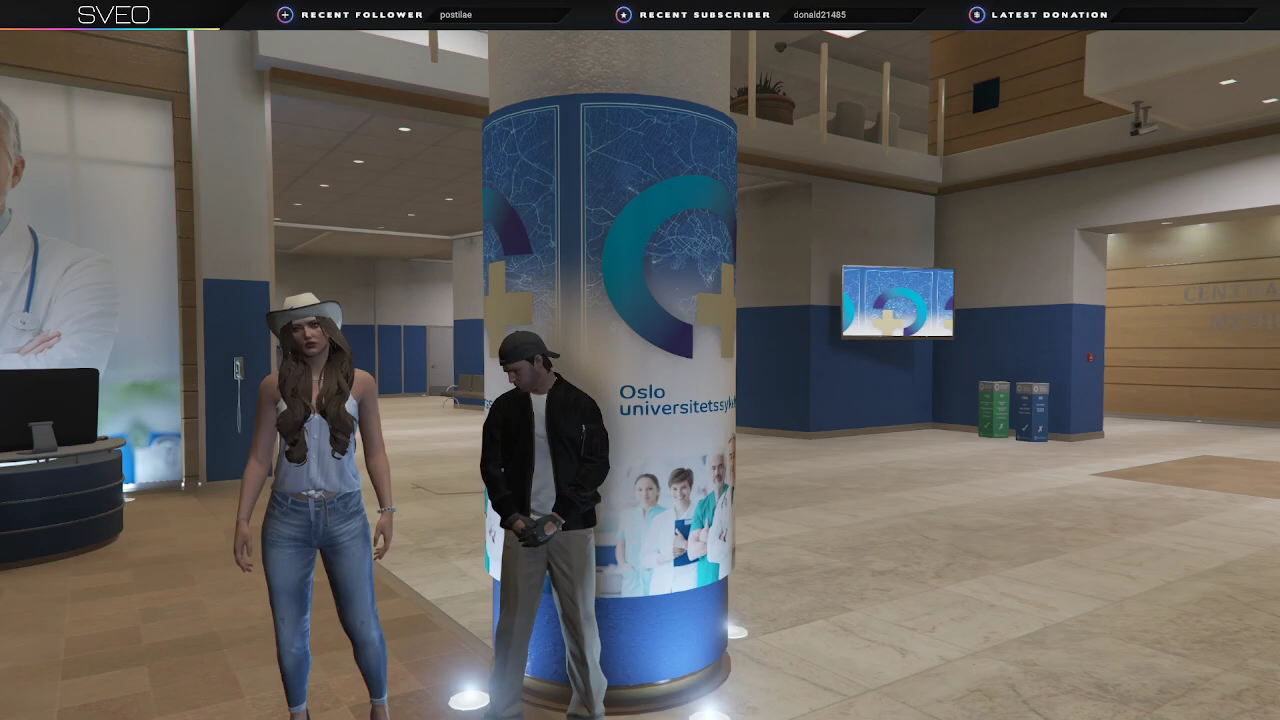 SVEO
RECENT FOLLOWER
postilae
RECENT SUBSCRIBER
donald21485
LATEST DONATION
Oslo
universitetssyk